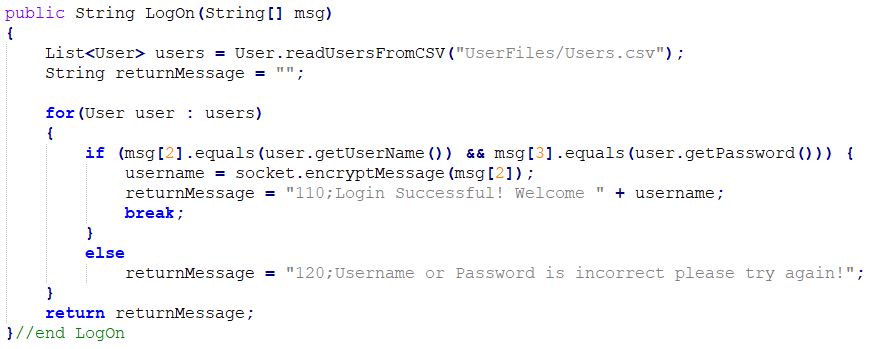 public String LogOn(String[] msg)
{
    List<User> users = User.readUsersFromCSV("UserFiles/Users.csv");
    String returnMessage = "";

    for(User user : users)
    {
        if (msg[2].equals(user.getUserName()) && msg[3].equals(user.getPassword())) {
            username = socket.encryptMessage(msg[2]);
            returnMessage = "110;Login Successful! Welcome " + username;
            break;
        }
        else
            returnMessage = "120;Username or Password is incorrect please try again!";
    }
    return returnMessage;
}//end LogOn